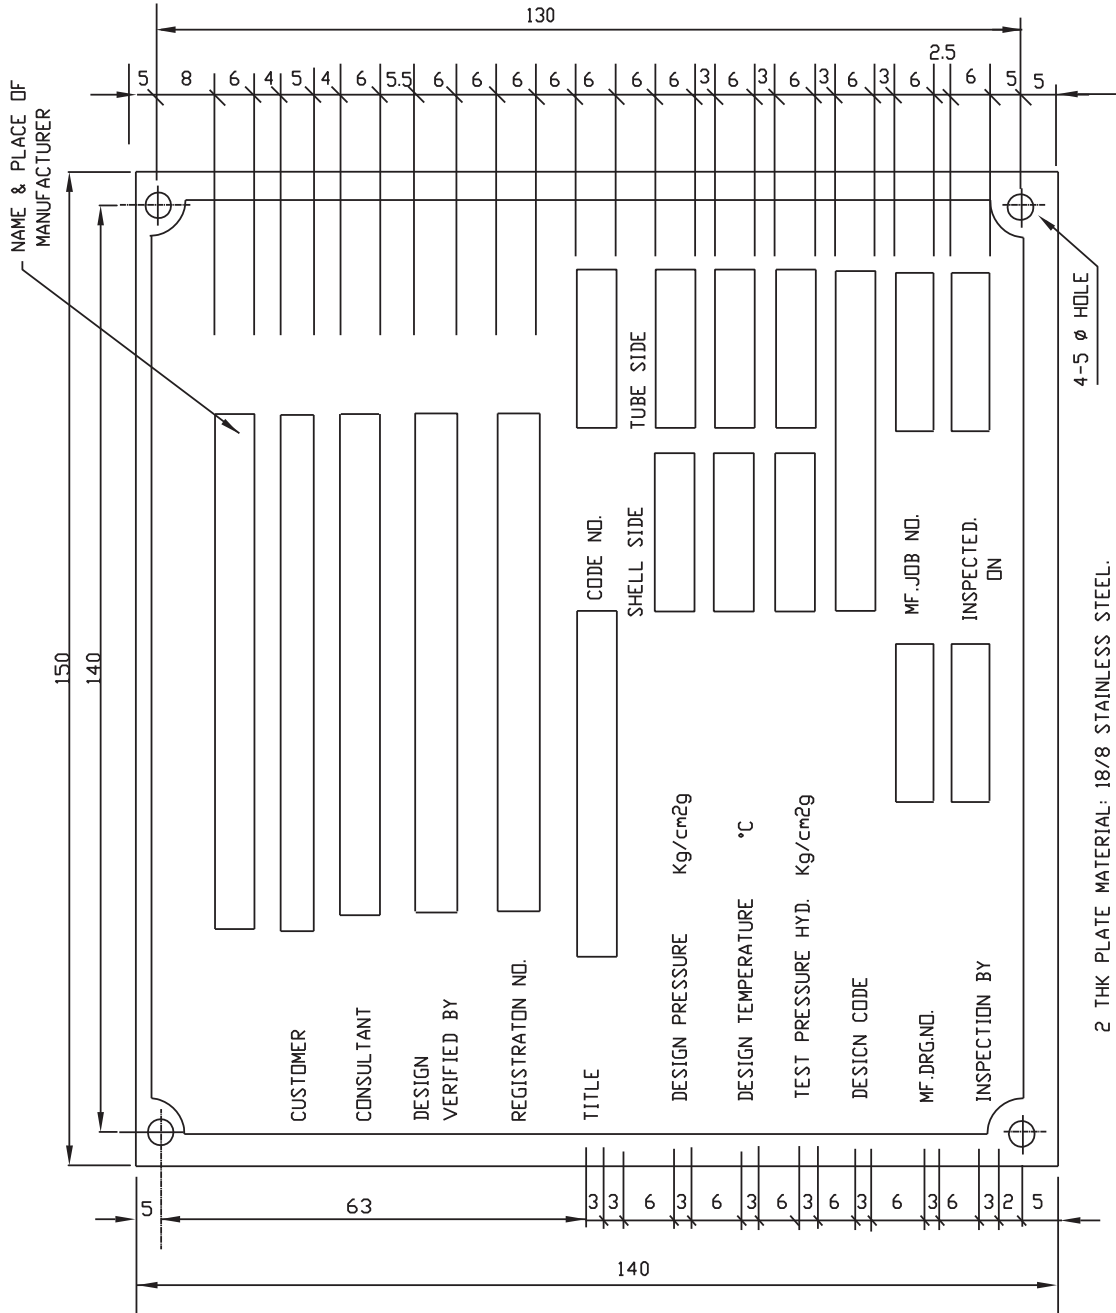 130
2.5
5 8 6 4 5 4 6 5.5 6 6 6 6 6 6 6 3 6 3 6 3 6 3 6 6 5 5
NAME & PLACE OF
MANUFACTURER
150
140
CUSTOMER
CONSULTANT
DESIGN
VERIFIED BY
REGISTRATON NO.
TITLE
CODE NO.
SHELL SIDE
TUBE SIDE
DESIGN PRESSURE Kg/cm2g
DESIGN TEMPERATURE °C
TEST PRESSURE HYD. Kg/cm2g
DESICN CODE
MF.DRG.NO.
MF.JOB NO.
INSPECTION BY
INSPECTED.
ON
4-5 Ø HOLE
2 THK PLATE MATERIAL: 18/8 STAINLESS STEEL.
5 63 3 3 6 3 6 3 6 3 6 3 6 3 6 3 2 5
140